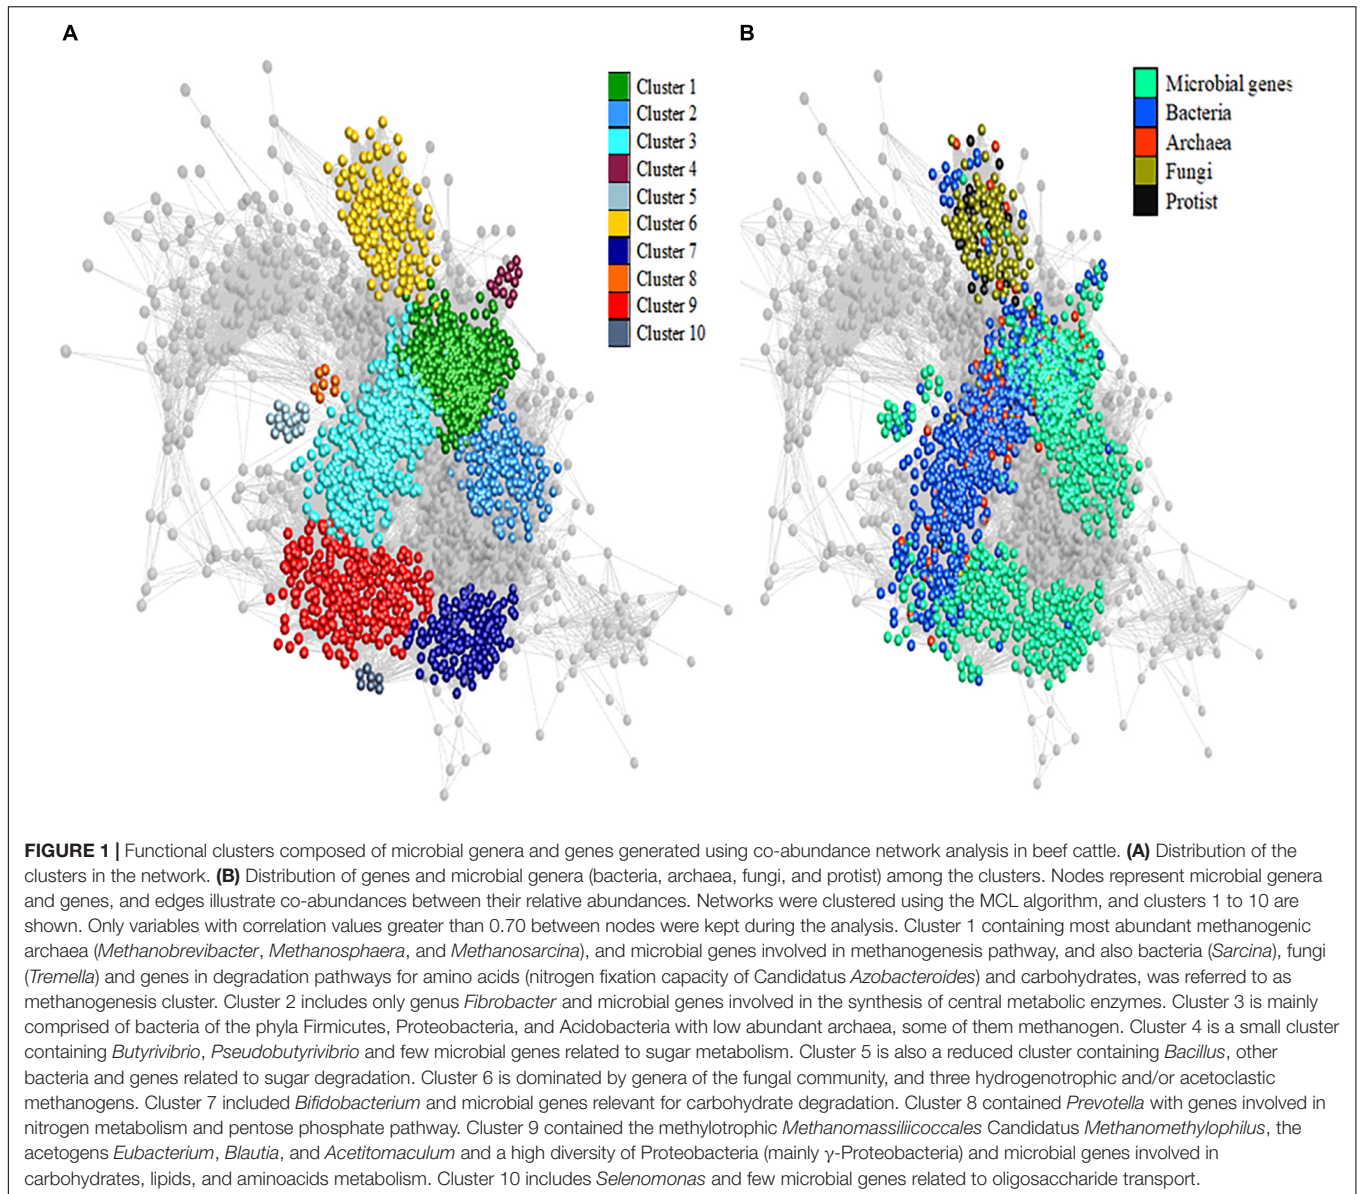 A
B
Cluster 1
Cluster 2
Cluster 3
Cluster 4
Cluster 5
Cluster 6
Cluster 7
Cluster 8
Cluster 9
Cluster 10
Microbial genes
Bacteria
Archaea
Fungi
Protist
FIGURE 1 | Functional clusters composed of microbial genera and genes generated using co-abundance network analysis in beef cattle. (A) Distribution of the
clusters in the network. (B) Distribution of genes and microbial genera (bacteria, archaea, fungi, and protist) among the clusters. Nodes represent microbial genera
and genes, and edges illustrate co-abundances between their relative abundances. Networks were clustered using the MCL algorithm, and clusters 1 to 10 are
shown. Only variables with correlation values greater than 0.70 between nodes were kept during the analysis. Cluster 1 containing most abundant methanogenic
archaea (Methanobrevibacter, Methanosphaera, and Methanosarcina), and microbial genes involved in methanogenesis pathway, and also bacteria (Sarcina), fungi
(Tremella) and genes in degradation pathways for amino acids (nitrogen fixation capacity of Candidatus Azobacteroides) and carbohydrates, was referred to as
methanogenesis cluster. Cluster 2 includes only genus Fibrobacter and microbial genes involved in the synthesis of central metabolic enzymes. Cluster 3 is mainly
comprised of bacteria of the phyla Firmicutes, Proteobacteria, and Acidobacteria with low abundant archaea, some of them methanogen. Cluster 4 is a small cluster
containing Butyrivibrio, Pseudobutyrivibrio and few microbial genes related to sugar metabolism. Cluster 5 is also a reduced cluster containing Bacillus, other
bacteria and genes related to sugar degradation. Cluster 6 is dominated by genera of the fungal community, and three hydrogenotrophic and/or acetoclastic
methanogens. Cluster 7 included Bifidobacterium and microbial genes relevant for carbohydrate degradation. Cluster 8 contained Prevotella with genes involved in
nitrogen metabolism and pentose phosphate pathway. Cluster 9 contained the methylotrophic Methanomassiliicoccales Candidatus Methanomethylophilus, the
acetogens Eubacterium, Blautia, and Acetitomaculum and a high diversity of Proteobacteria (mainly γ-Proteobacteria) and microbial genes involved in
carbohydrates, lipids, and aminoacids metabolism. Cluster 10 includes Selenomonas and few microbial genes related to oligosaccharide transport.